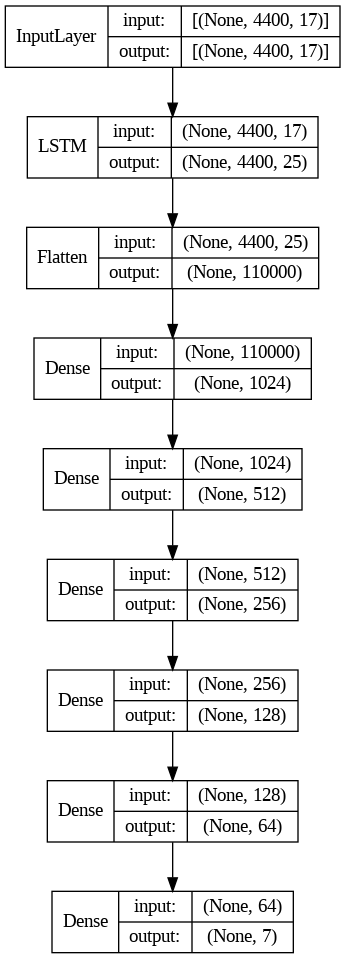 InputLayer
input: [(None, 4400, 17)]
output: [(None, 4400, 17)]
LSTM
input: (None, 4400, 17)
output: (None, 4400, 25)
Flatten
input: (None, 4400, 25)
output: (None, 110000)
Dense
input: (None, 110000)
output: (None, 1024)
Dense
input: (None, 1024)
output: (None, 512)
Dense
input: (None, 512)
output: (None, 256)
Dense
input: (None, 256)
output: (None, 128)
Dense
input: (None, 128)
output: (None, 64)
Dense
input: (None, 64)
output: (None, 7)